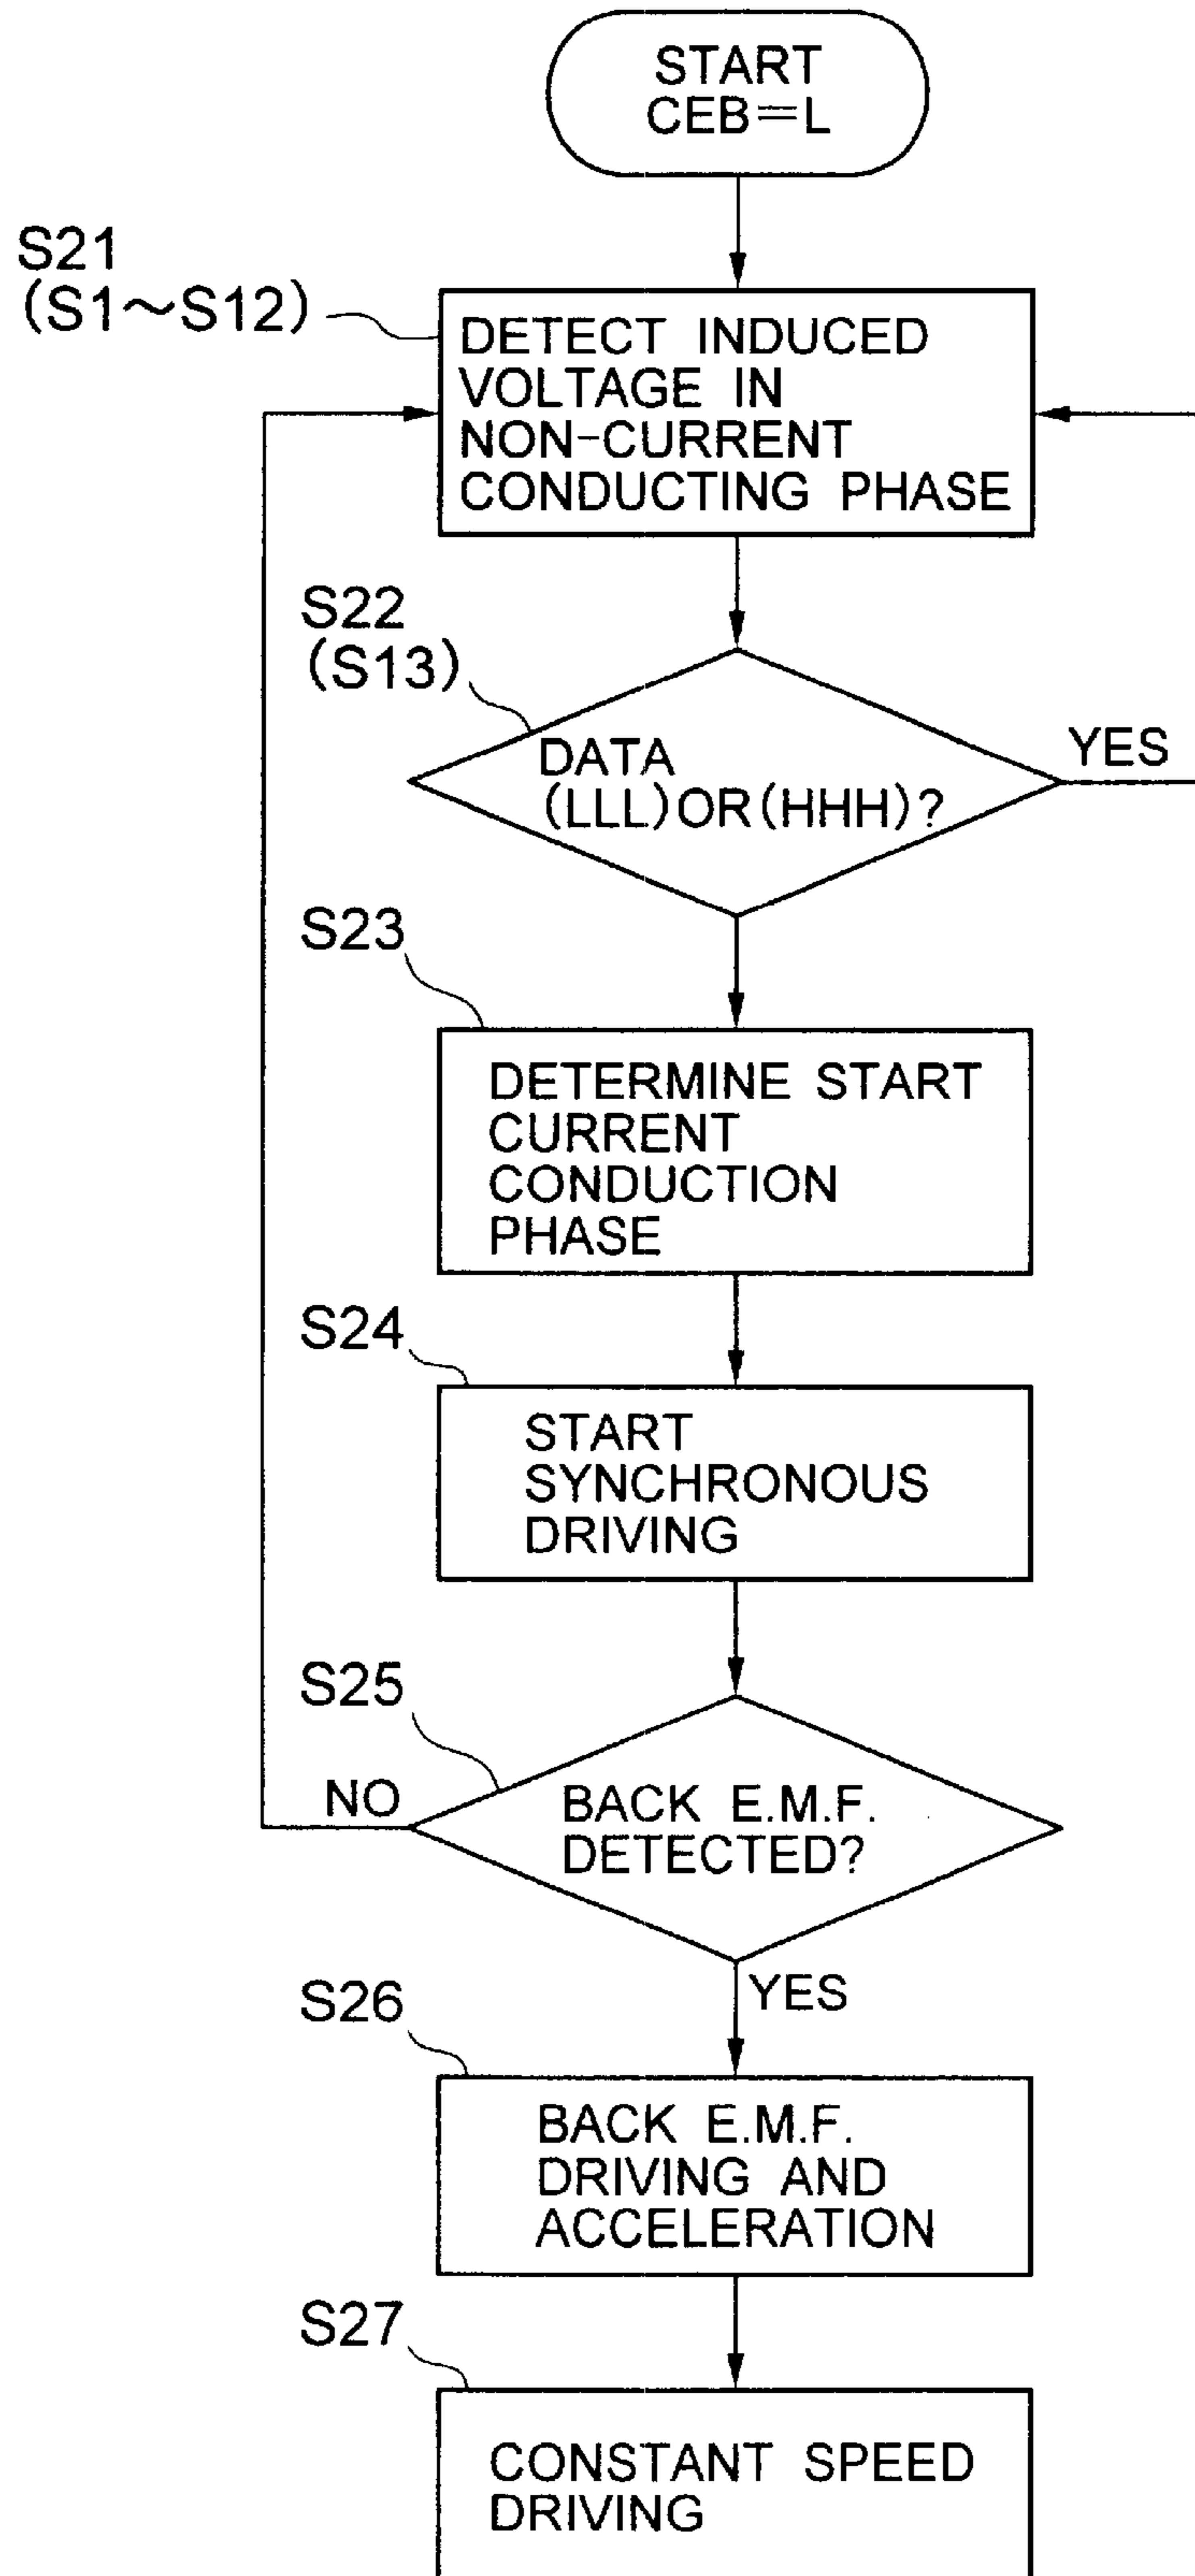 START
CEB=L
S21
(S1~S12)
DETECT INDUCED
VOLTAGE IN
NON-CURRENT
CONDUCTING PHASE
S22
(S13)
DATA
(LLL)OR(HHH)?
YES
S23
DETERMINE START
CURRENT
CONDUCTION
PHASE
S24
START
SYNCHRONOUS
DRIVING
S25
NO
BACK E.M.F.
DETECTED?
YES
S26
BACK E.M.F.
DRIVING AND
ACCELERATION
S27
CONSTANT SPEED
DRIVING